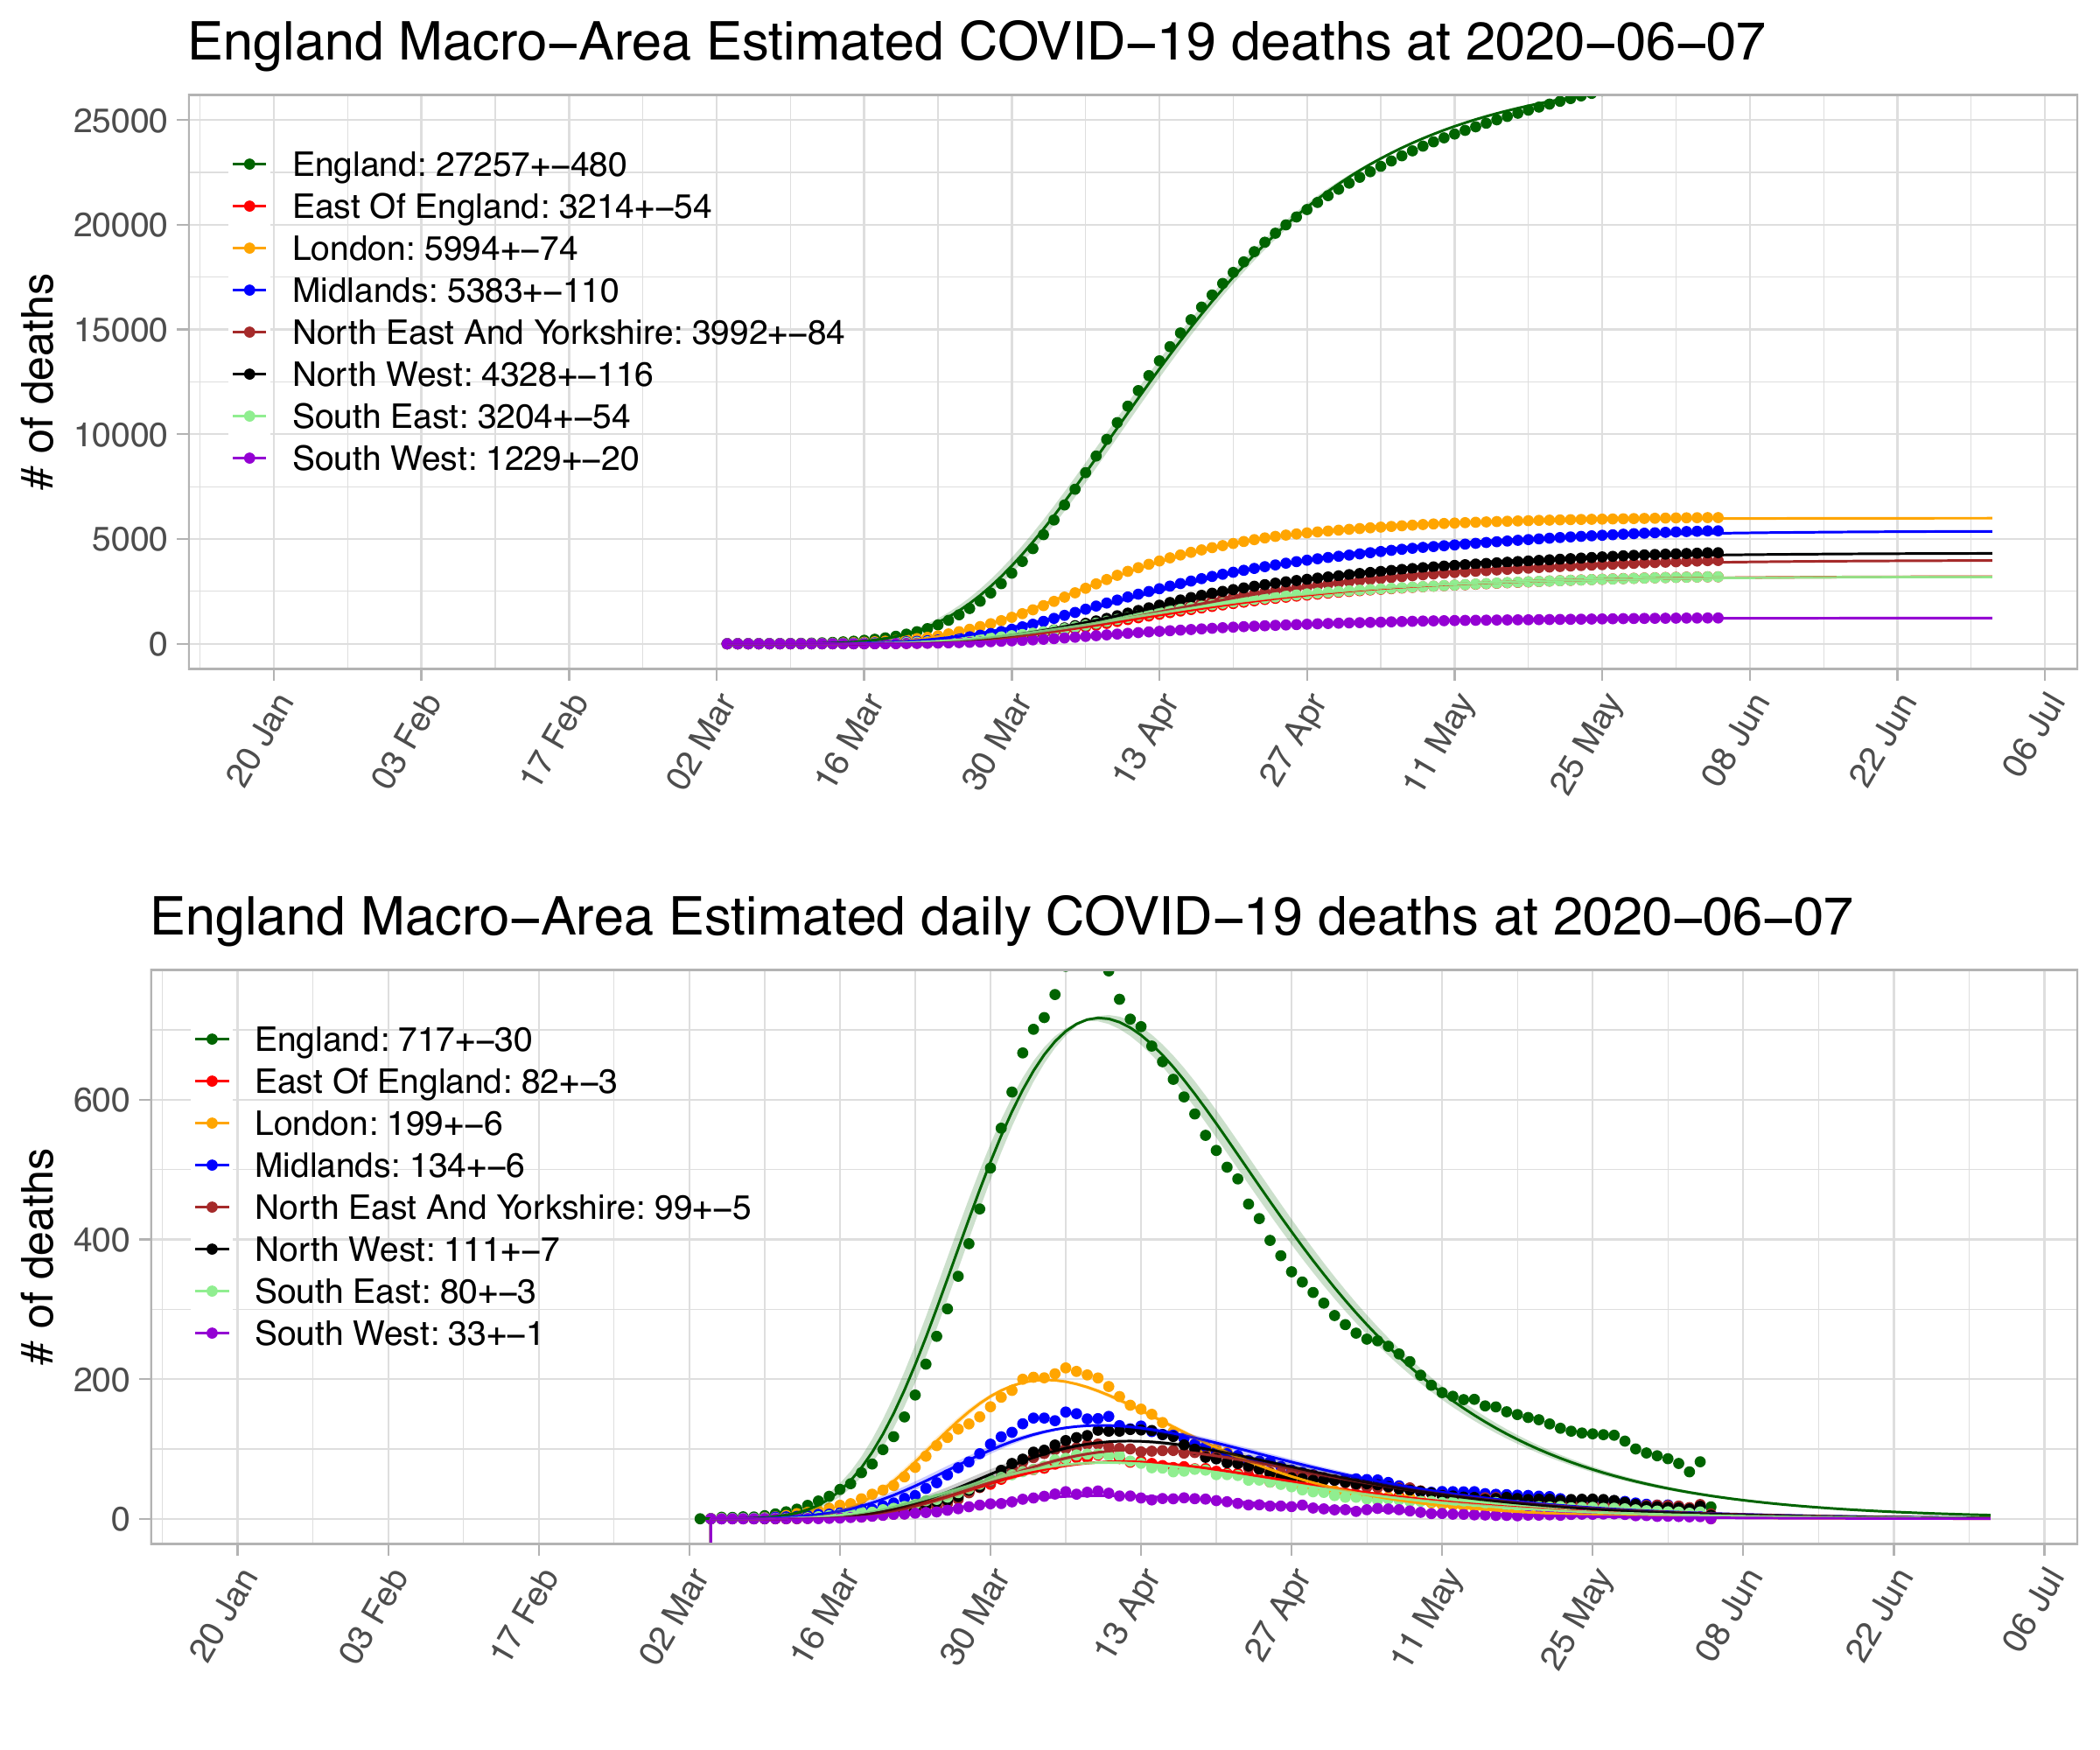 England Macro−Area Estimated COVID−19 deaths at 2020−06−07
# of deaths
25000
20000
15000
10000
5000
0
England: 27257+−480
East Of England: 3214+−54
London: 5994+−74
Midlands: 5383+−110
North East And Yorkshire: 3992+−84
North West: 4328+−116
South East: 3204+−54
South West: 1229+−20
20 Jan
03 Feb
17 Feb
02 Mar
16 Mar
30 Mar
13 Apr
27 Apr
11 May
25 May
08 Jun
22 Jun
06 Jul
England Macro−Area Estimated daily COVID−19 deaths at 2020−06−07
# of deaths
600
400
200
0
England: 717+−30
East Of England: 82+−3
London: 199+−6
Midlands: 134+−6
North East And Yorkshire: 99+−5
North West: 111+−7
South East: 80+−3
South West: 33+−1
20 Jan
03 Feb
17 Feb
02 Mar
16 Mar
30 Mar
13 Apr
27 Apr
11 May
25 May
08 Jun
22 Jun
06 Jul